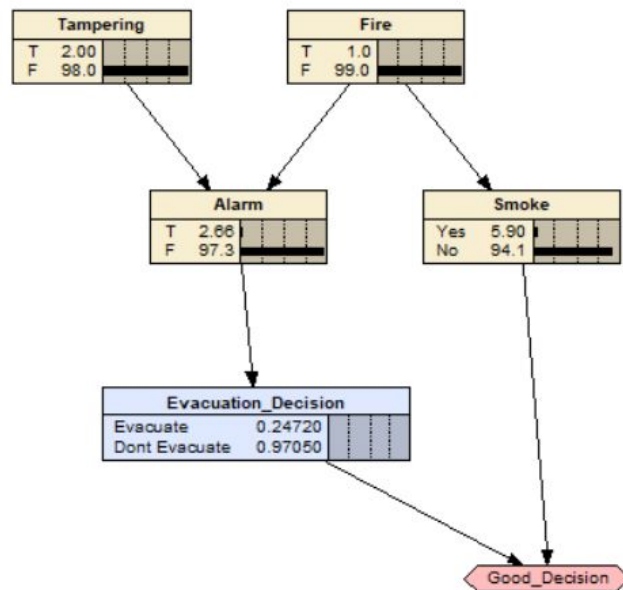 Tampering
T 2.00
F 98.0
Fire
T 1.0
F 99.0
Alarm
T 2.66
F 97.3
Smoke
Yes 5.90
No 94.1
Evacuation_Decision
Evacuate 0.24720
Dont Evacuate 0.97050
Good_Decision